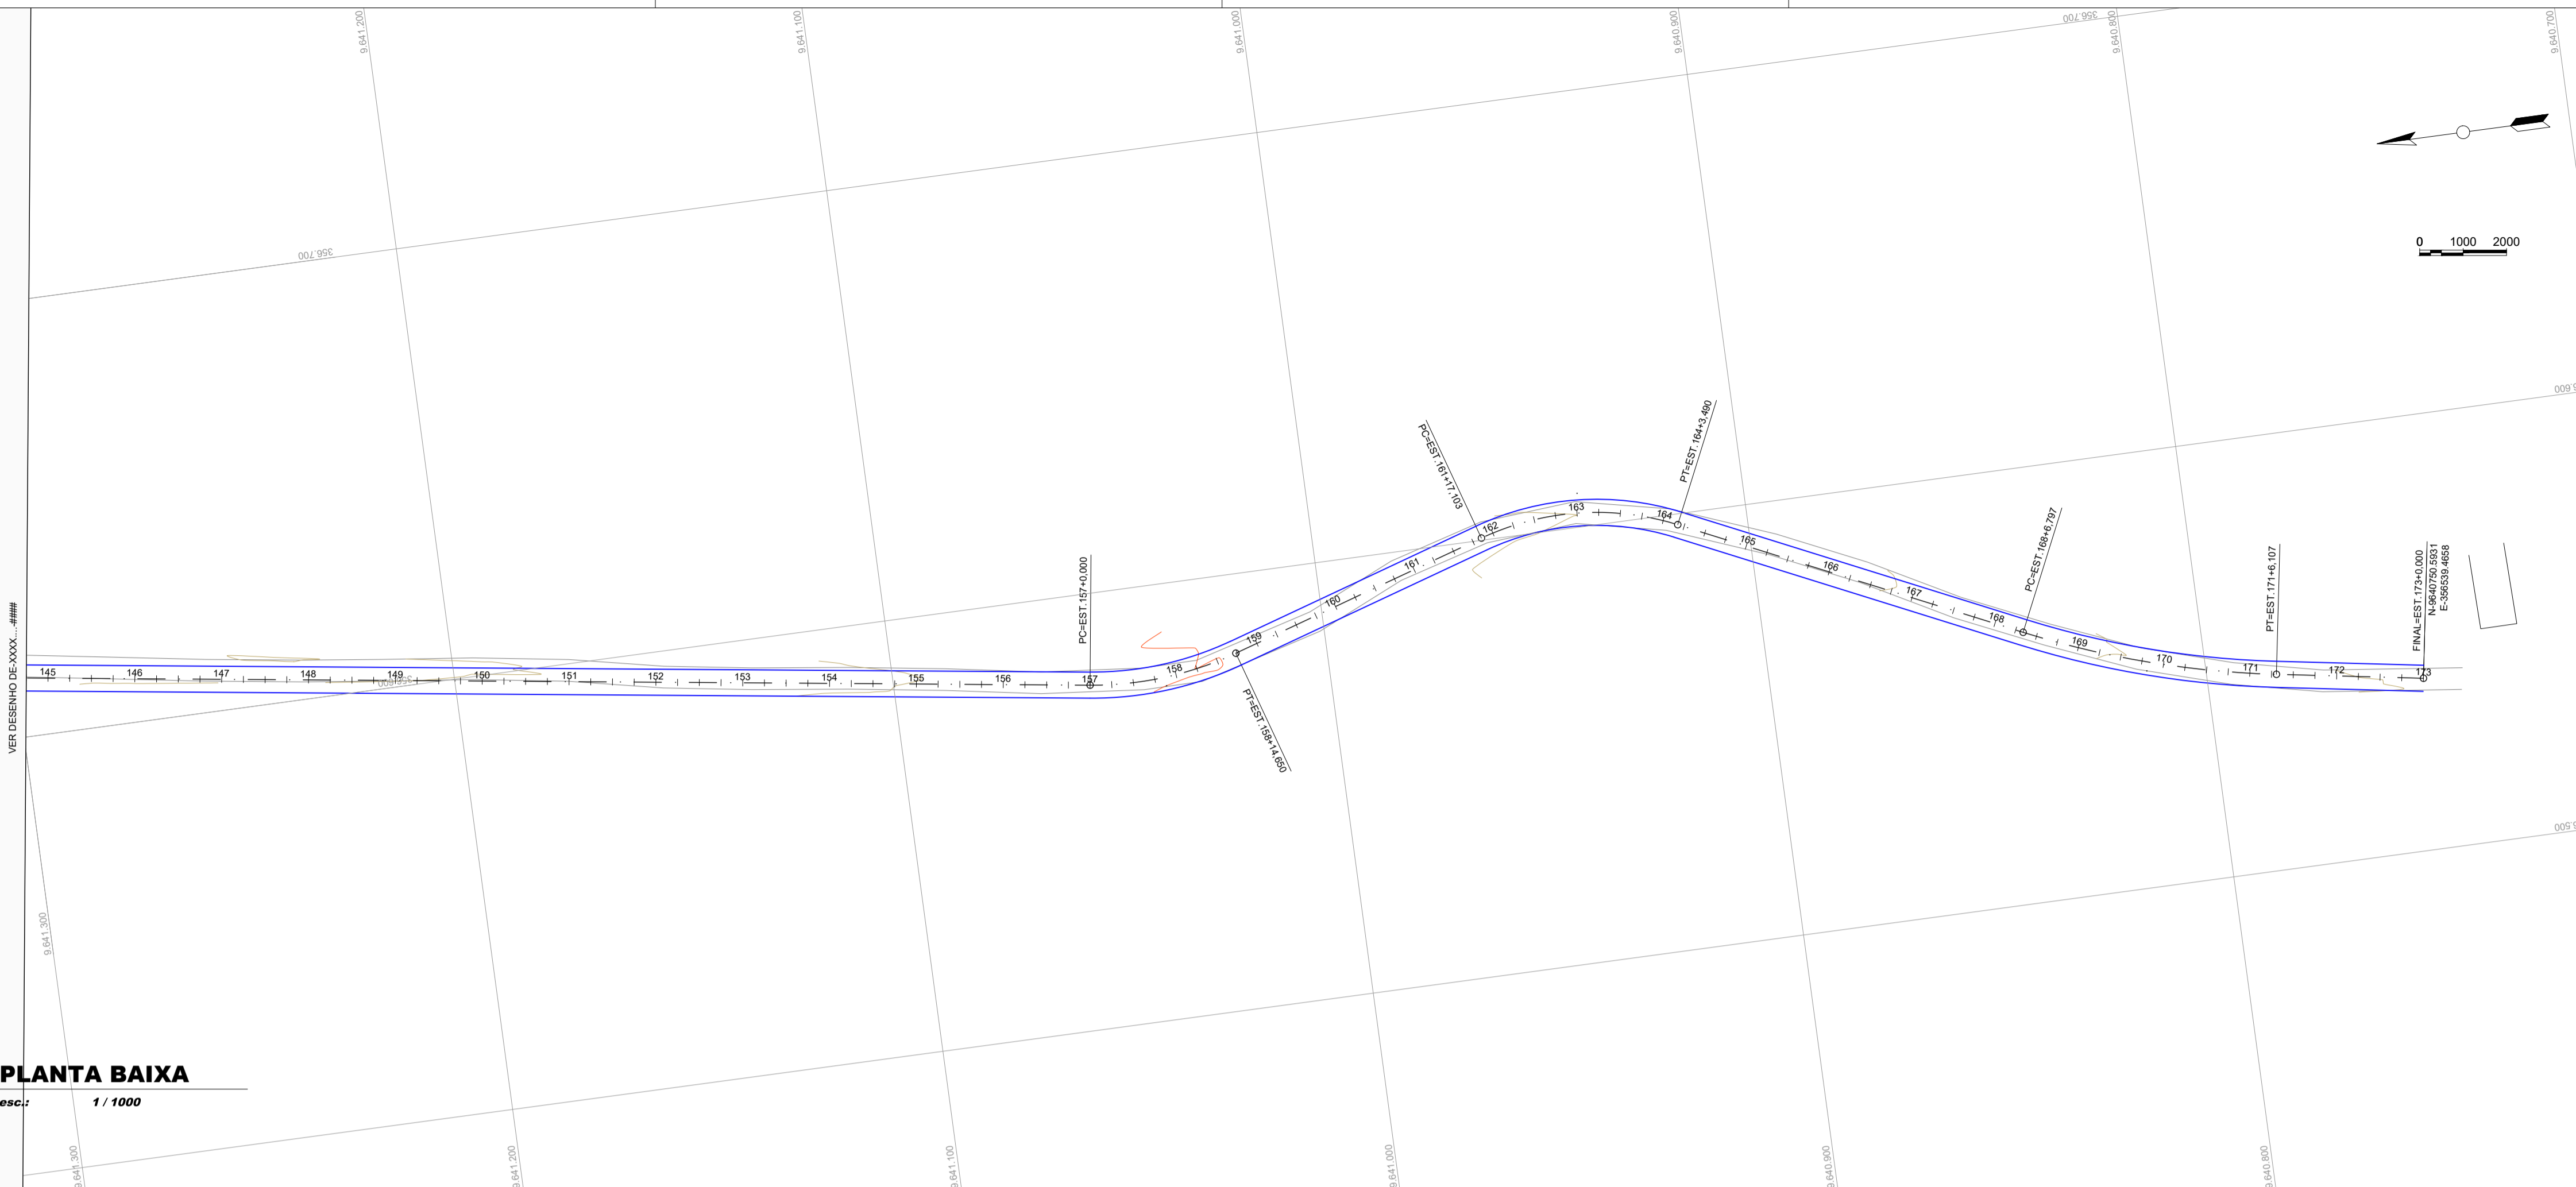 9.641.200
9.641.100
9.641.000
9.640.900
9.640.800
9.640.700
356.700
356.700
0 1000 2000
PC=EST.161+17,103
PT=EST.164+3,490
PC=EST.168+6,797
PC=EST.157+0,000
PT=EST.171+6,107
FINAL=EST.173+0,000
N-9640750.5931
E-356539.4658
145 146 147 148 149 150 151 152 153 154 155 156 157 158 159 160 161 162 163 164 165 166 167 168 169 170 171 172 173
356.600
PT=EST.158+14,650
VER DESENHO DE-XXXX....-####
9.641.300
PLANTA BAIXA
esc.: 1 / 1000
9.641.300
9.641.200
9.641.100
9.641.000
9.640.900
9.640.800